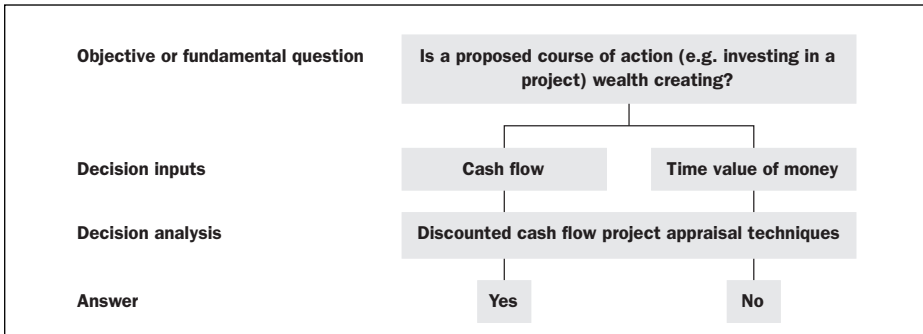 Objective or fundamental question
Is a proposed course of action (e.g. investing in a
project) wealth creating?
Decision inputs
Cash flow
Time value of money
Decision analysis
Discounted cash flow project appraisal techniques
Answer
Yes
No